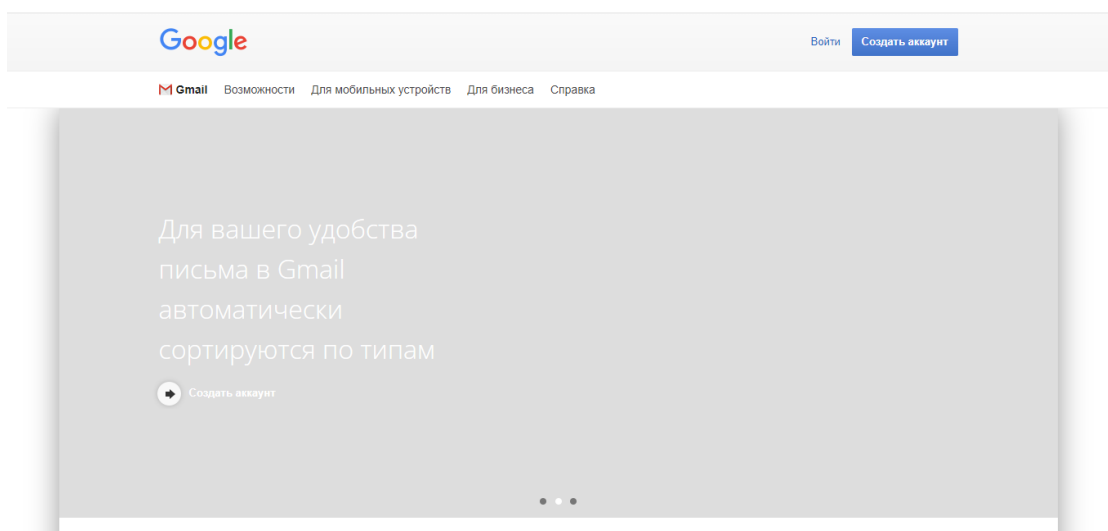 Google
Войти
Создать аккаунт
Gmail Возможности Для мобильных устройств Для бизнеса Справка
Для вашего удобства
письма в Gmail
автоматически
сортируются по типам
Создать аккаунт